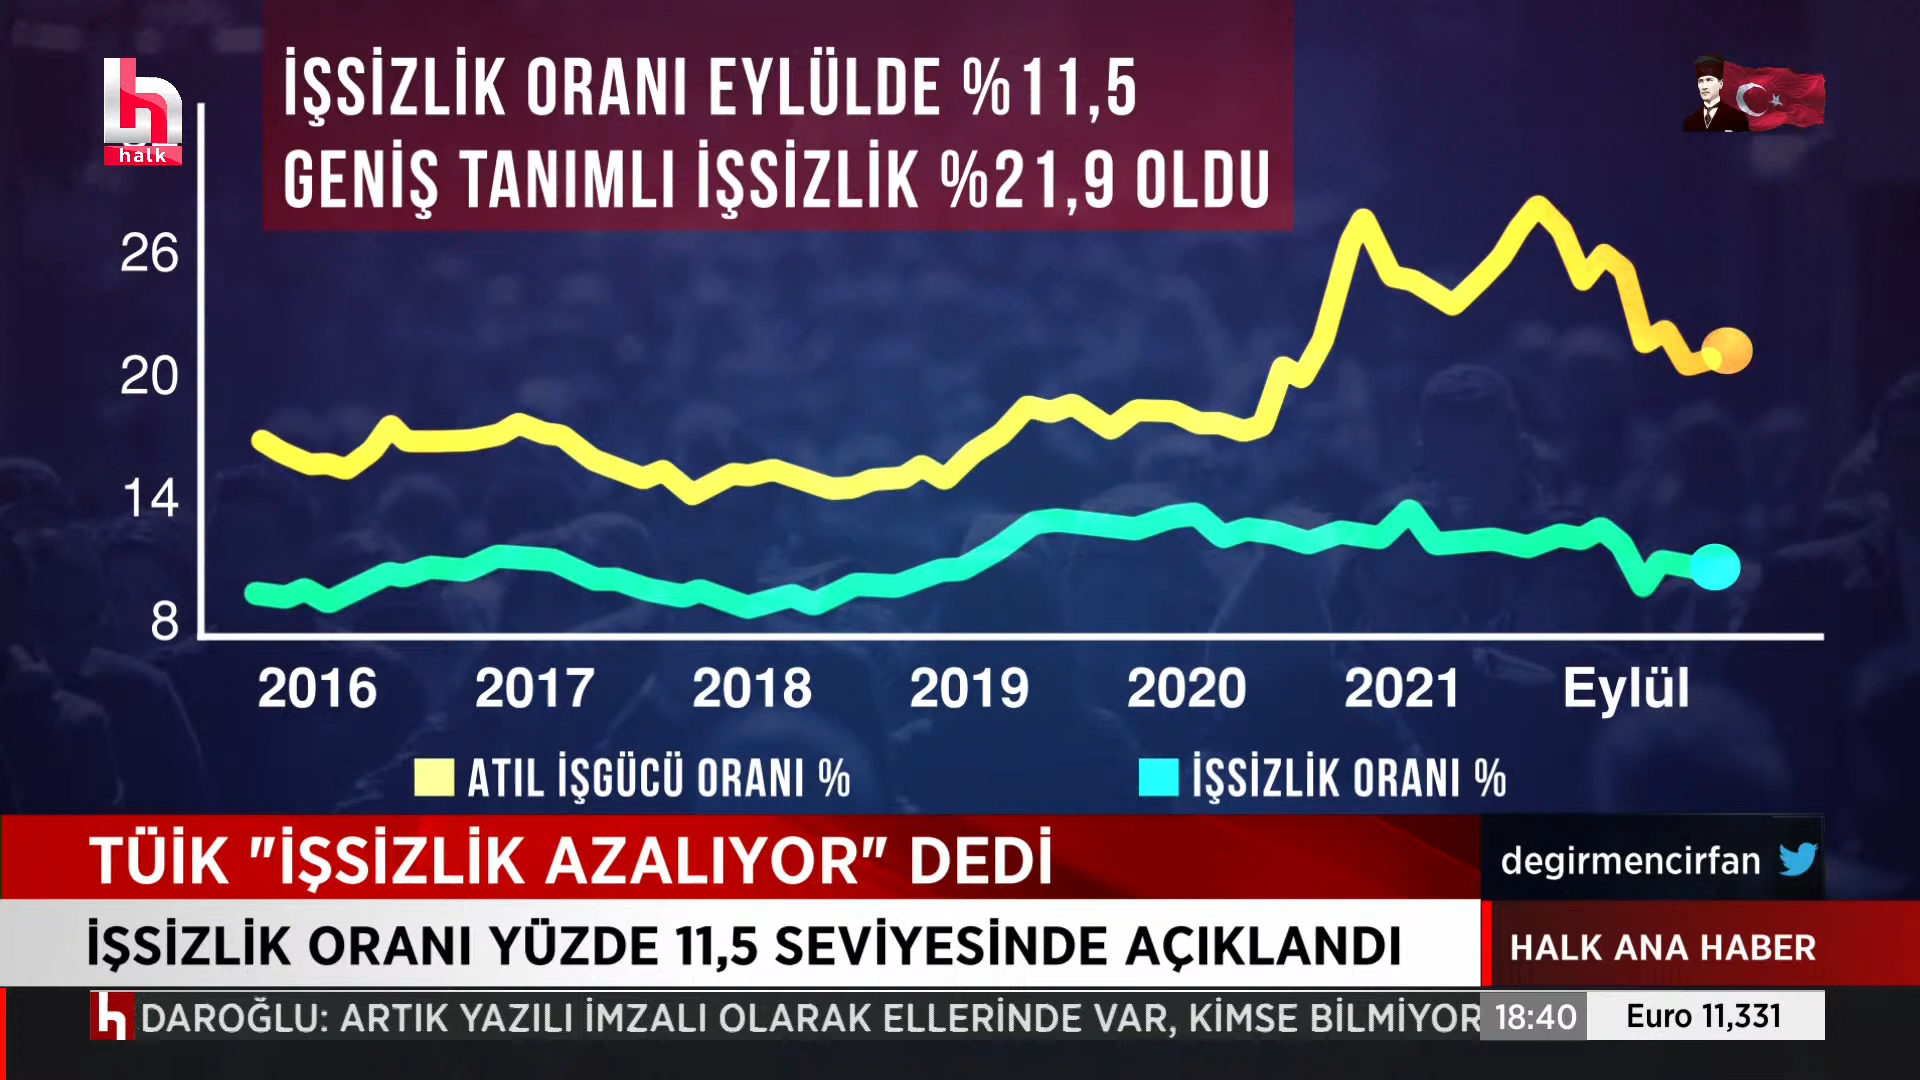 İŞSİZLİK ORANI EYLÜLDE %11,5
GENİŞ TANIMLI İŞSİZLİK %21,9 OLDU
halk
26
20
14
8
2016 2017 2018 2019 2020 2021 Eylül
ATIL İŞGÜCÜ ORANI % İŞSİZLİK ORANI %
TÜİK "İŞSİZLİK AZALIYOR" DEDİ
degirmencirfan
İŞSİZLİK ORANI YÜZDE 11,5 SEVİYESİNDE AÇIKLANDI
HALK ANA HABER
DAROĞLU: ARTIK YAZILI İMZALI OLARAK ELLERİNDE VAR, KİMSE BİLMİYOR
18:40 Euro 11,331